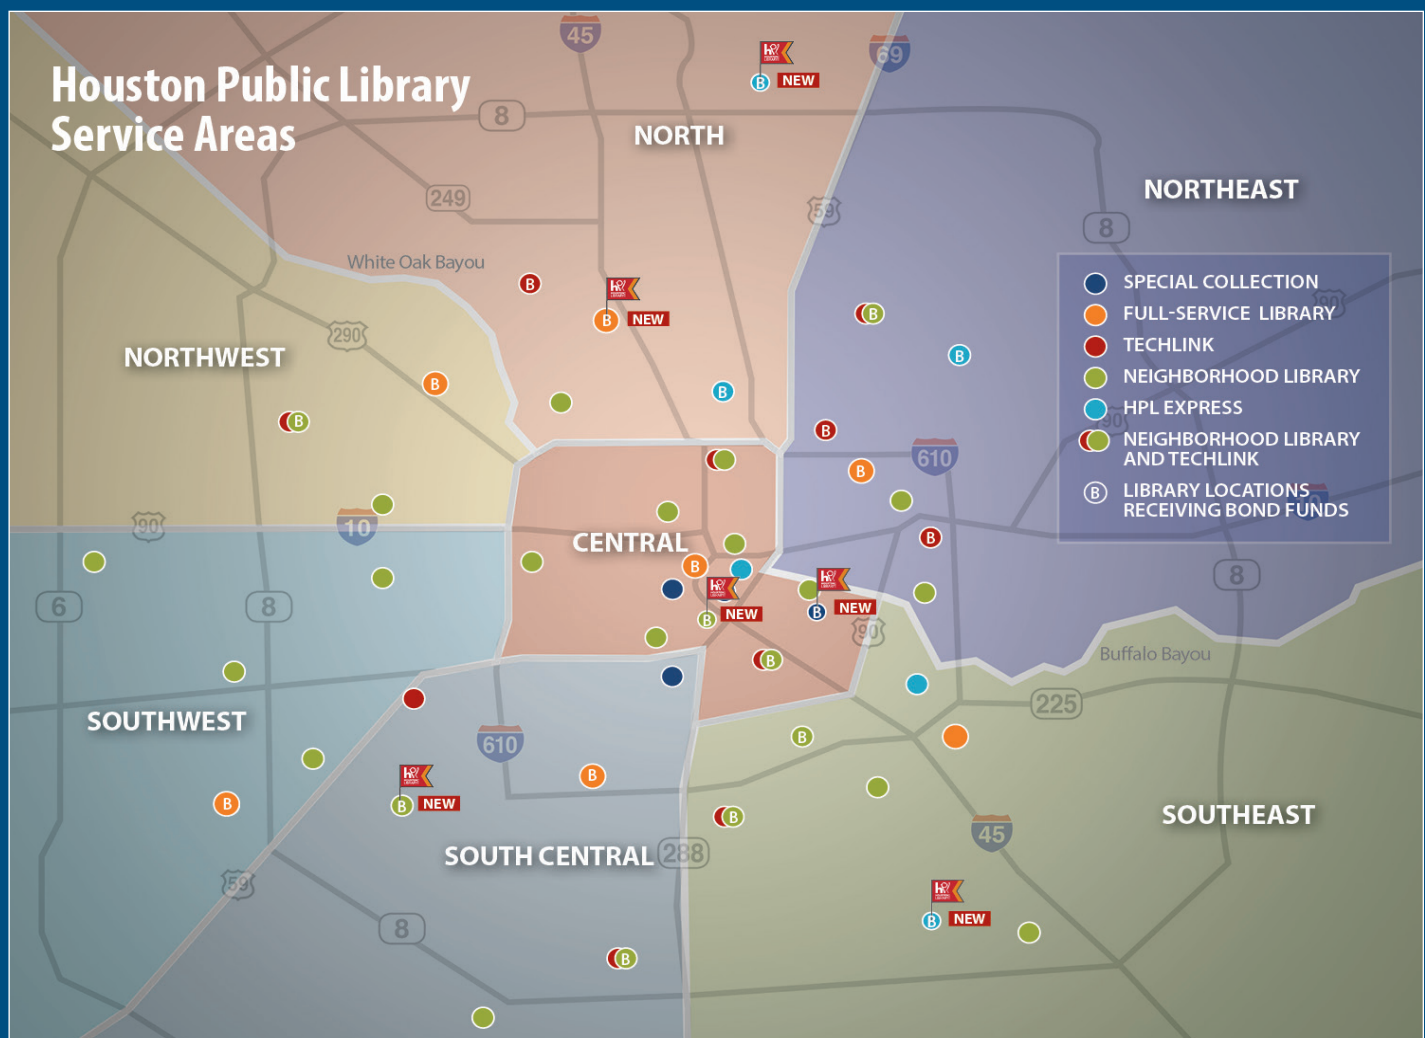 Houston Public Library
Service Areas
45
NEW
B
69
8
NORTH
249
59
NORTHEAST
8
White Oak Bayou
B
NEW
B
B
SPECIAL COLLECTION
FULL-SERVICE LIBRARY
TECHLINK
NEIGHBORHOOD LIBRARY
HPL EXPRESS
NEIGHBORHOOD LIBRARY
AND TECHLINK
B
LIBRARY LOCATIONS
RECEIVING BOND FUNDS
90
90
290
NORTHWEST
B
B
B
B
B
B
610
B
90
10
CENTRAL
B
B
NEW
B
NEW
B
90
6
8
8
B
Buffalo Bayou
225
SOUTHWEST
610
B
B
B
NEW
B
B
SOUTHEAST
45
SOUTH CENTRAL
288
59
8
B
NEW
B